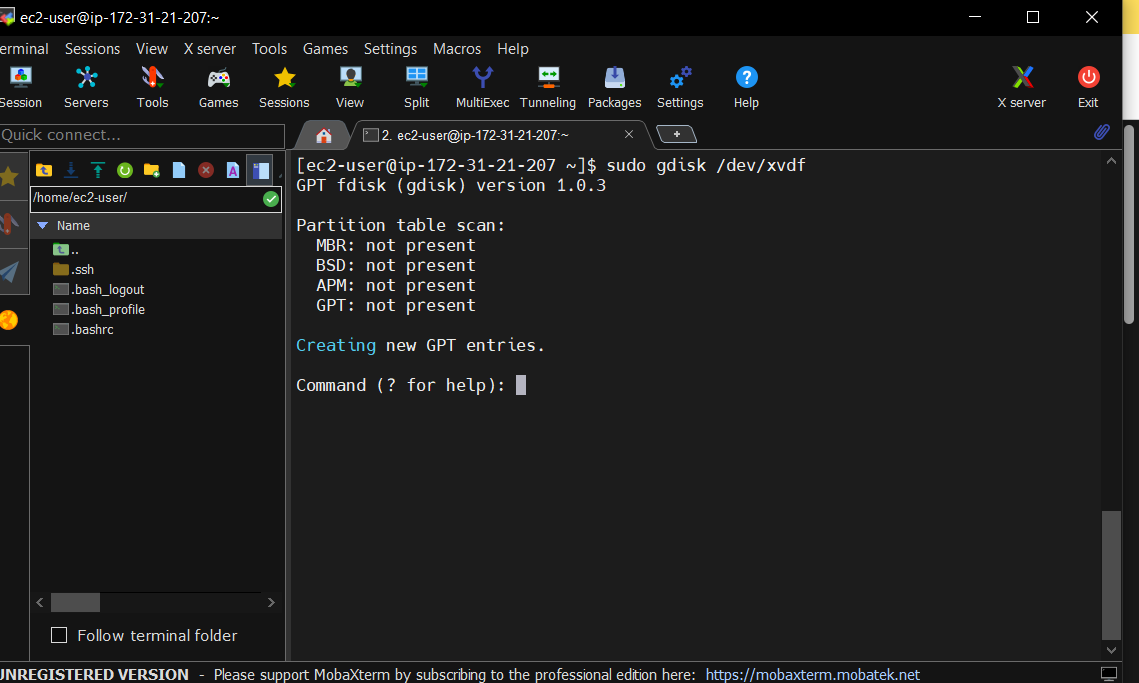 ec2-user@ip-172-31-21-207:~
erminal Sessions View X server Tools Games Settings Macros Help
Session Servers Tools Games Sessions View Split MultiExec Tunneling Packages Settings Help X server Exit
Quick connect...
2. ec2-user@ip-172-31-21-207:~
/home/ec2-user/
Name
..
.ssh
.bash_logout
.bash_profile
.bashrc
Follow terminal folder
[ec2-user@ip-172-31-21-207 ~]$ sudo gdisk /dev/xvdf
GPT fdisk (gdisk) version 1.0.3
Partition table scan:
MBR: not present
BSD: not present
APM: not present
GPT: not present
Creating new GPT entries.
Command (? for help):
UNREGISTERED VERSION - Please support MobaXterm by subscribing to the professional edition here: https://mobaxterm.mobatek.net